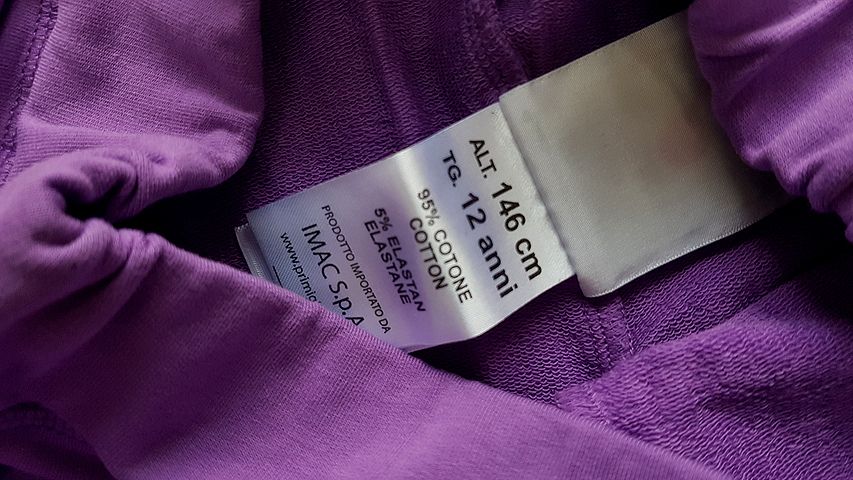 ALT. 146 cm
TG. 12 anni
95% COTONE
COTTON
5% ELASTAN
ELASTANE
PRODOTTO IMPORTATO DA
IMAC S.p.A